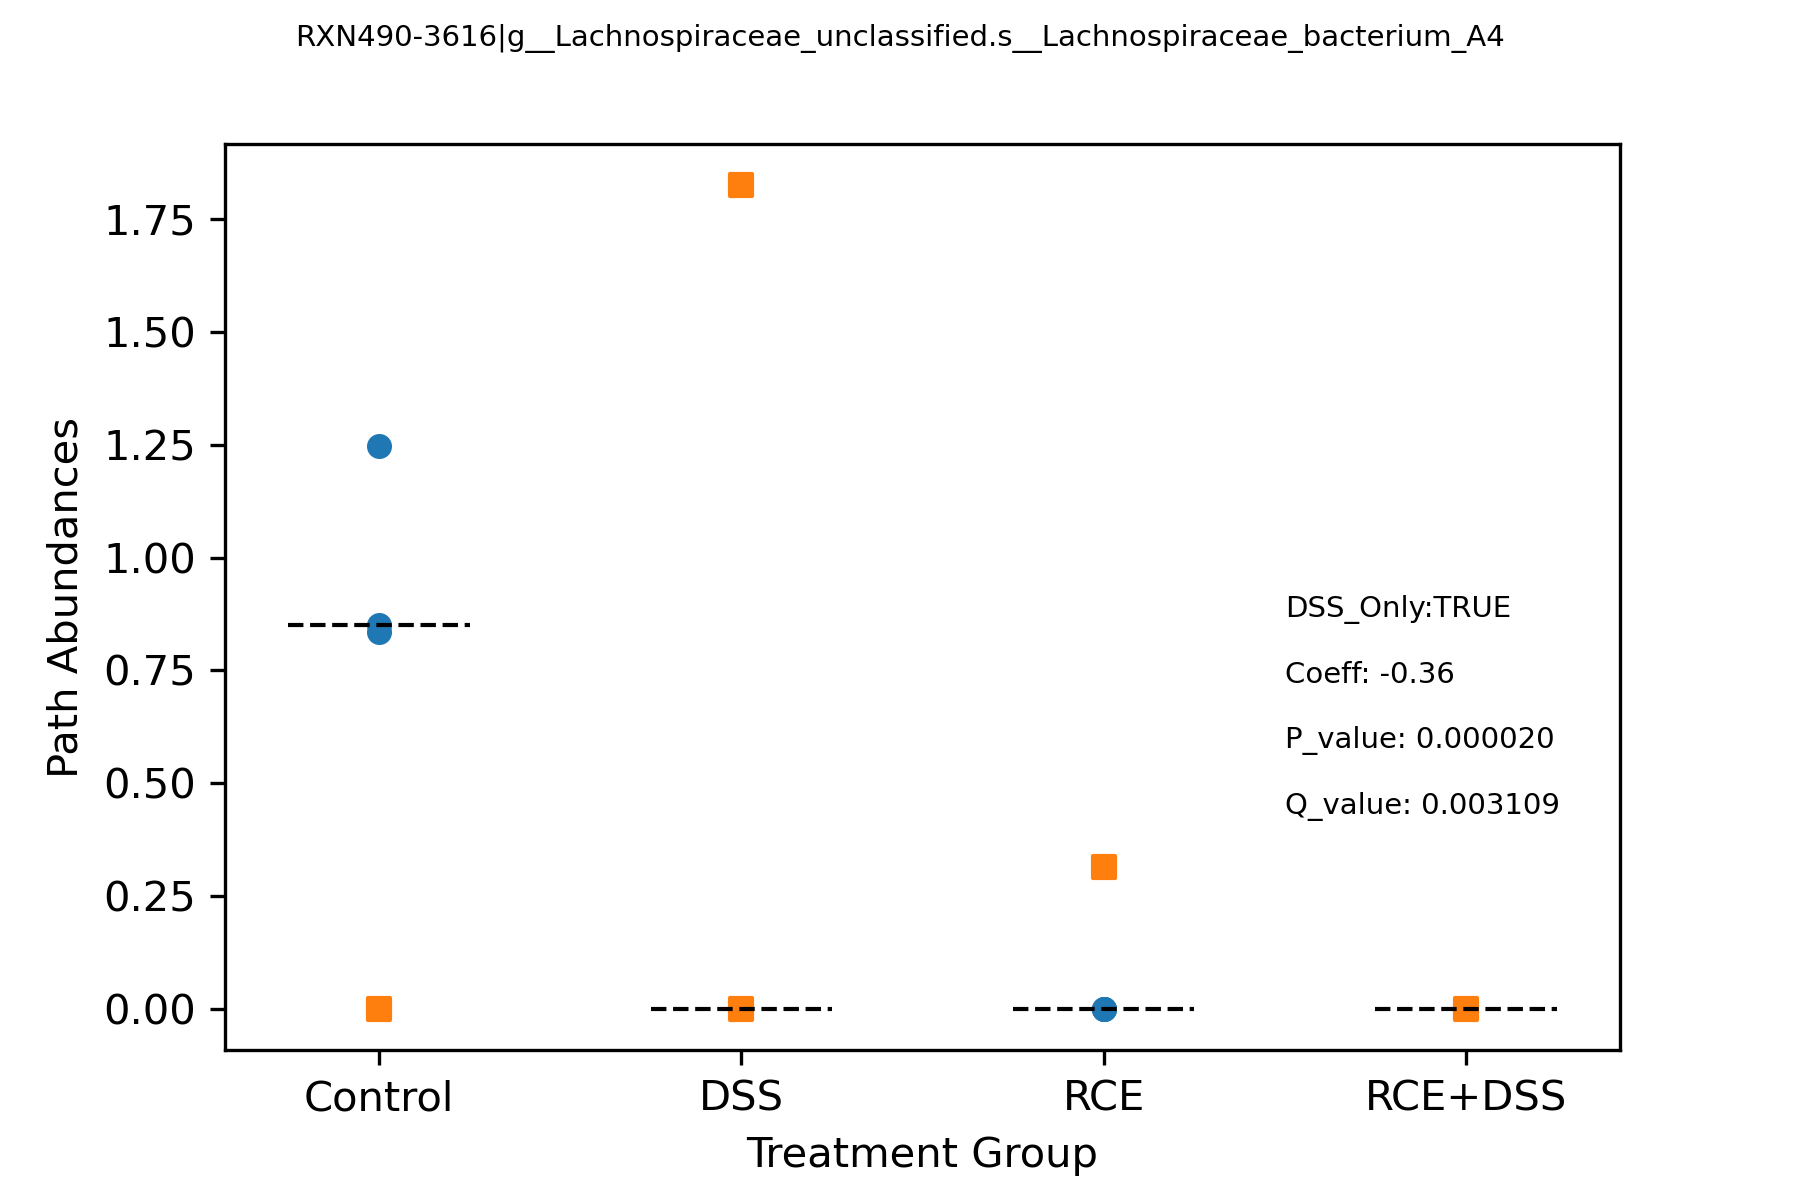 RXN490-3616|g__Lachnospiraceae_unclassified.s__Lachnospiraceae_bacterium_A4
1.75
1.50
1.25
1.00
0.75
0.50
0.25
0.00
Path Abundances
DSS_Only:TRUE
Coeff: -0.36
P_value: 0.000020
Q_value: 0.003109
Control DSS RCE RCE+DSS
Treatment Group